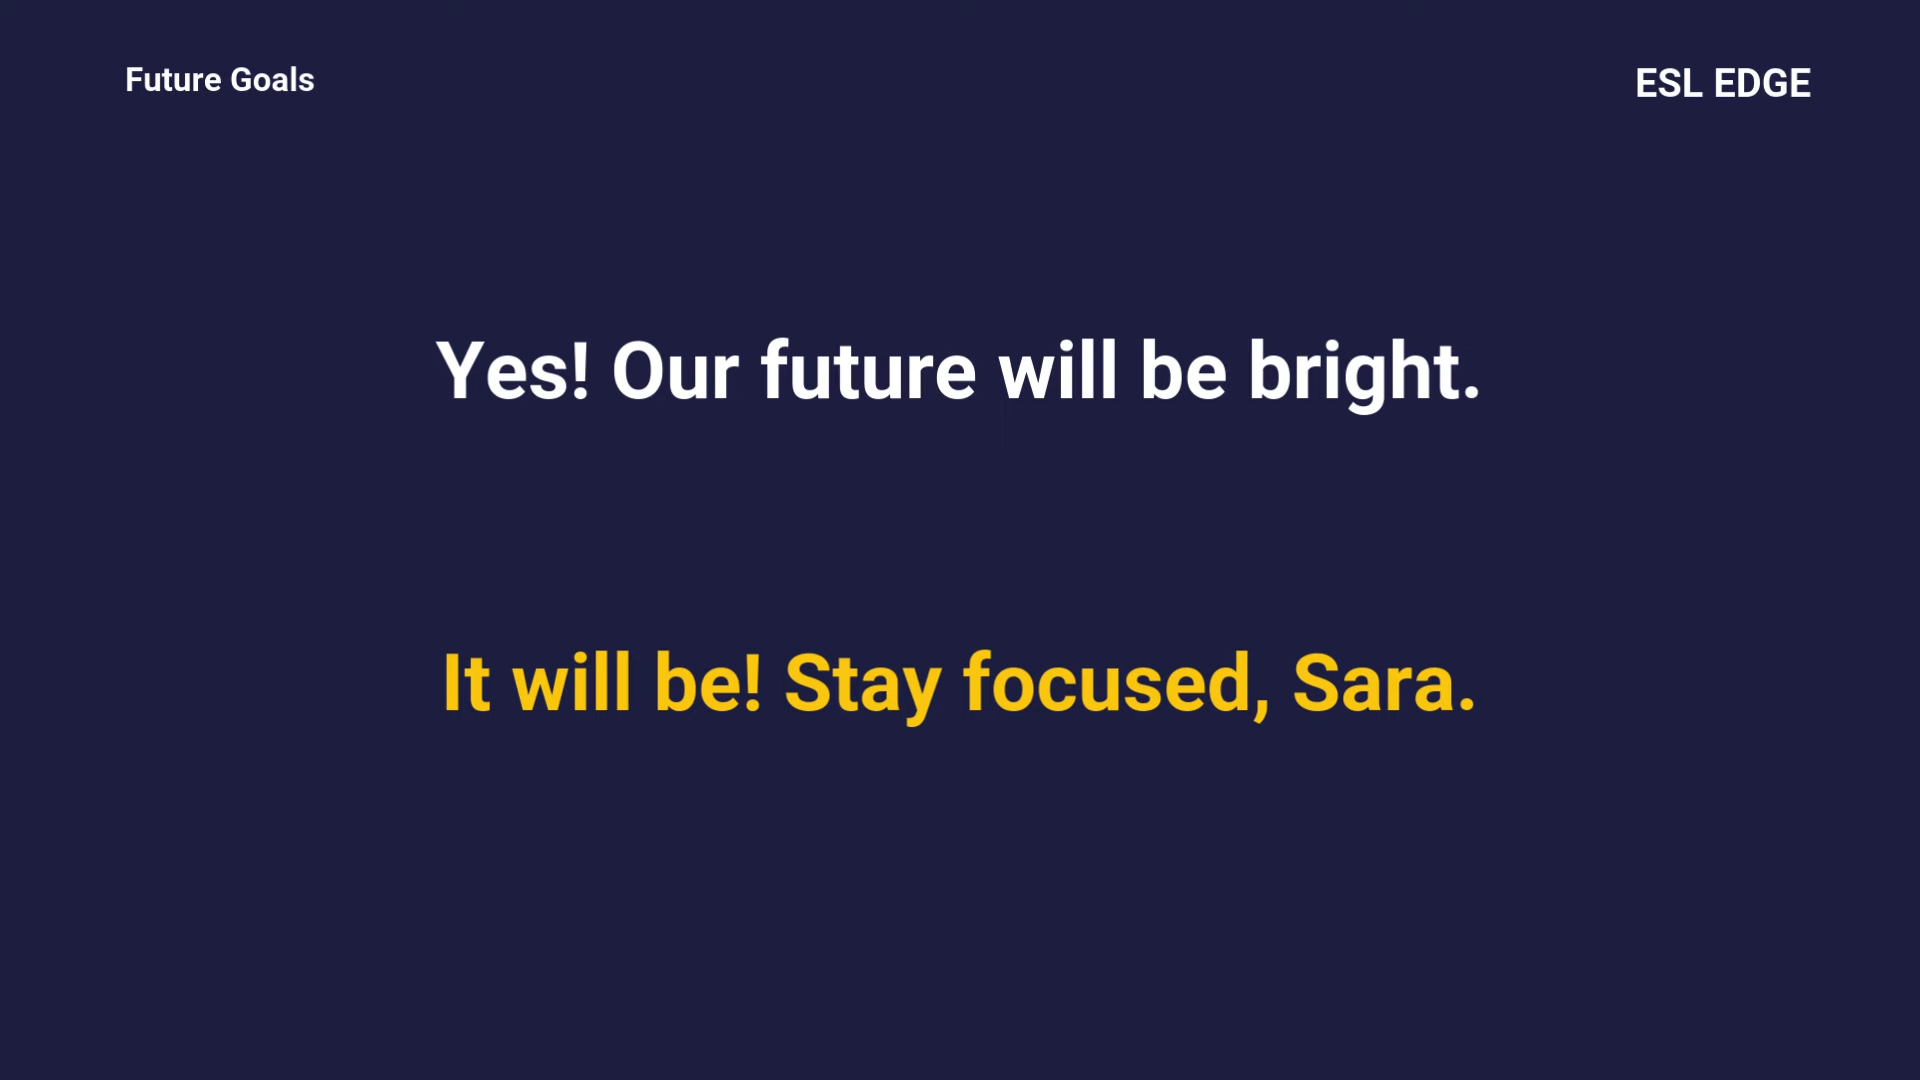 Future Goals
ESL EDGE
Yes! Our future will be bright.
It will be! Stay focused, Sara.